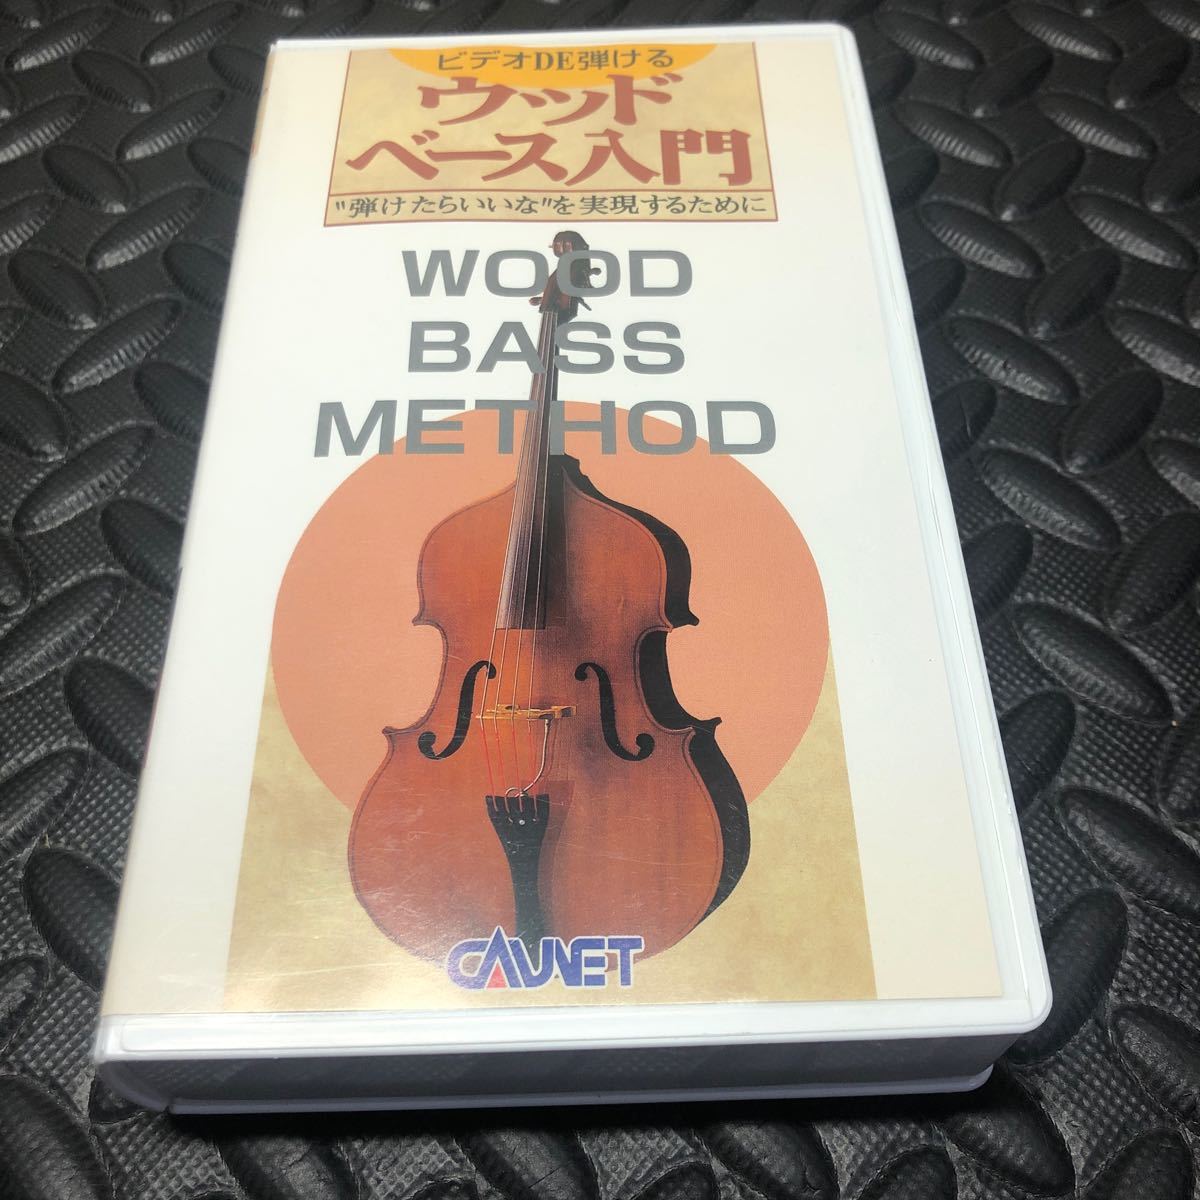 ビデオDE弾ける
ウッド
ベース入門
"弾けたらいいな"を実現するために
WOOD
BASS
METHOD
CAUNET